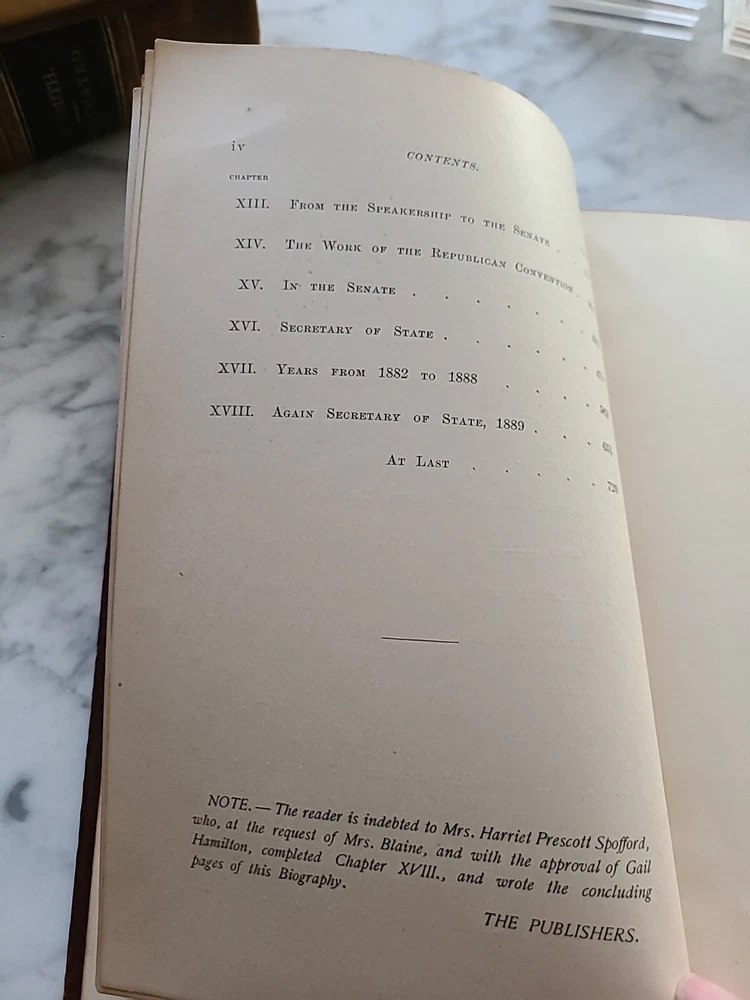 iv
CONTENTS.
CHAPTER
XIII. From the Speakership to the Senate . .
XIV. The Work of the Republican Convention .
XV. In the Senate . . . . . .
XVI. Secretary of State . . . . .
XVII. Years from 1882 to 1888 . . .
XVIII. Again Secretary of State, 1889 . . . 651
At Last . . . . . 720
NOTE. — The reader is indebted to Mrs. Harriet Prescott Spofford,
who, at the request of Mrs. Blaine, and with the approval of Gail
Hamilton, completed Chapter XVIII., and wrote the concluding
pages of this Biography.
THE PUBLISHERS.